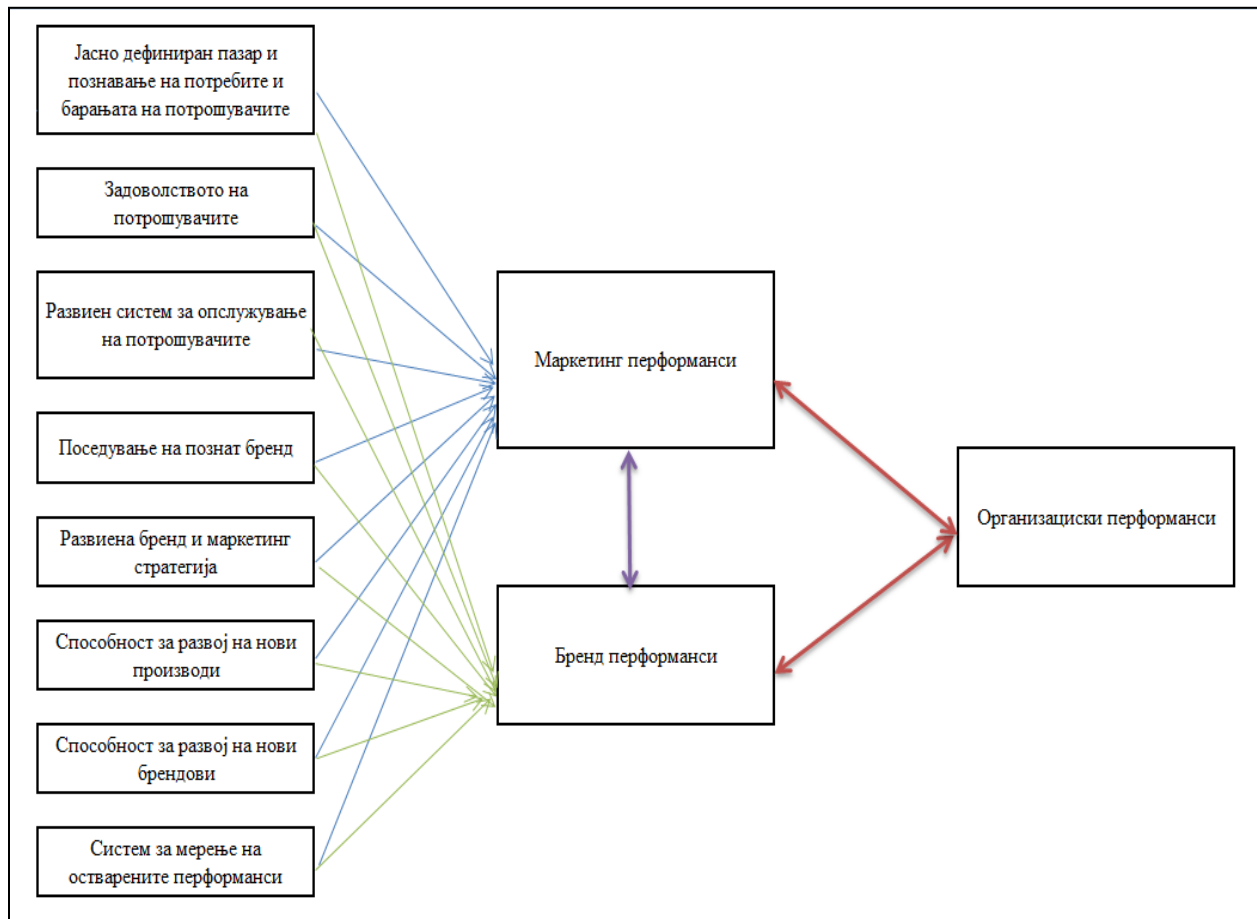 Јасно дефиниран пазар и
познавање на потребите и
барањата на потрошувачите
Задоволството на
потрошувачите
Развиен систем за опслужување
на потрошувачите
Поседување на познат бренд
Развиена бренд и маркетинг
стратегија
Способност за развој на нови
производи
Способност за развој на нови
брендови
Систем за мерење на
остварените перформанси
Маркетинг перформанси
Бренд перформанси
Организациски перформанси